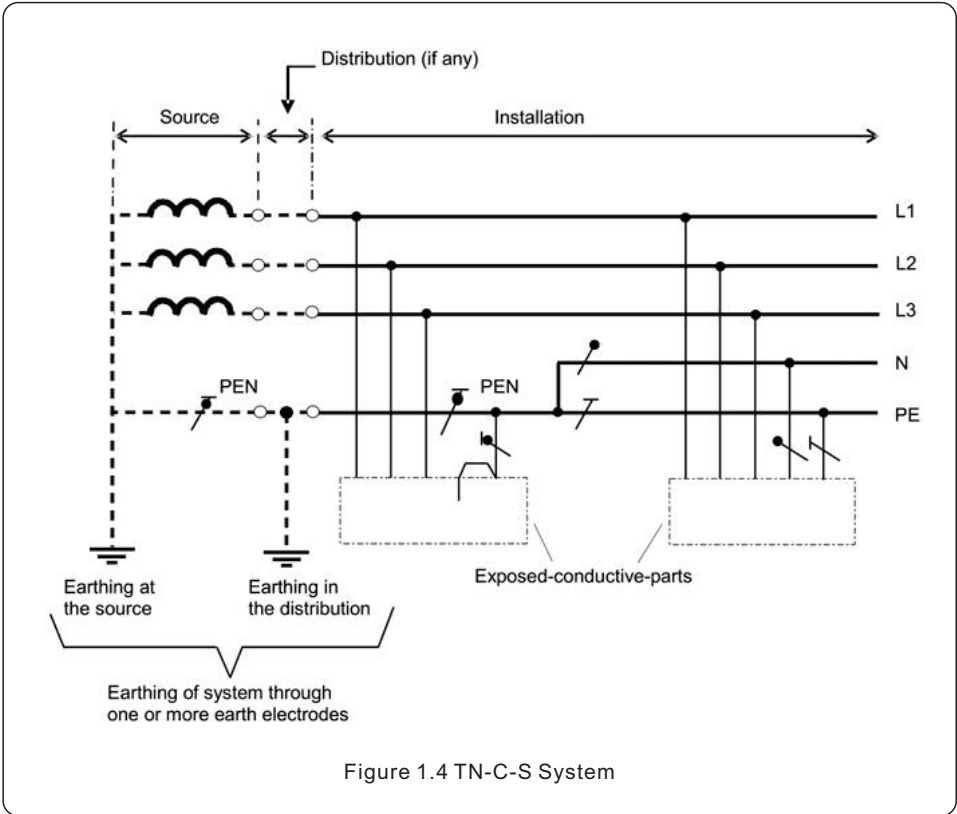 Distribution (if any)
Source
Installation
L1
L2
L3
N
PEN
PEN
PE
Exposed-conductive-parts
Earthing at
the source
Earthing in
the distribution
Earthing of system through
one or more earth electrodes
Figure 1.4 TN-C-S System